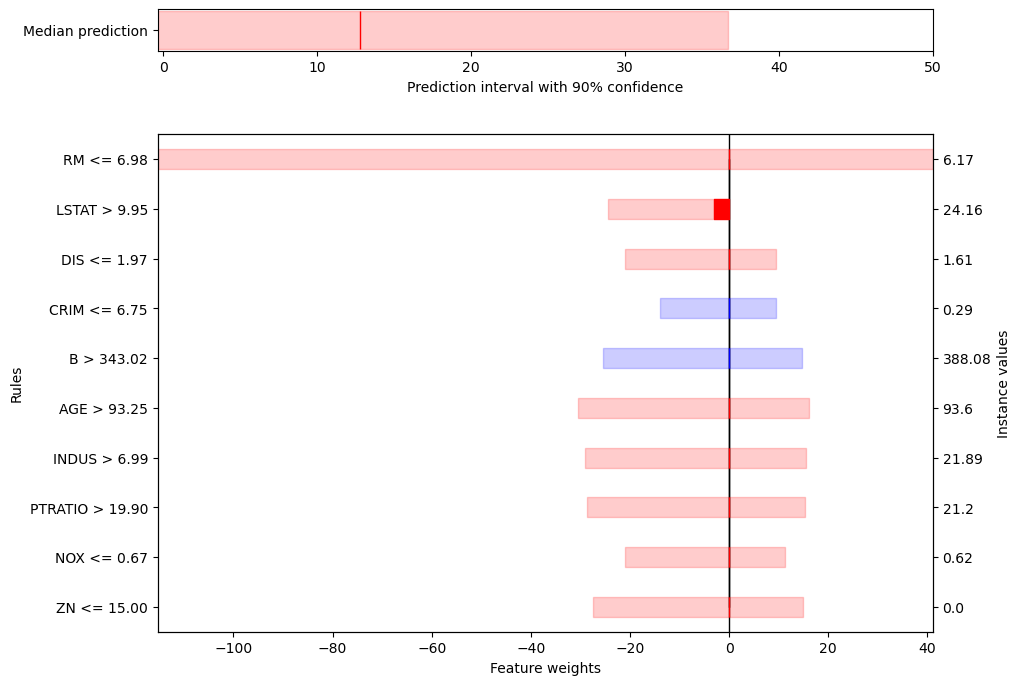 Median prediction
0 10 20 30 40 50
Prediction interval with 90% confidence
Rules
RM <= 6.98 6.17
LSTAT > 9.95 24.16
DIS <= 1.97 1.61
CRIM <= 6.75 0.29
B > 343.02 388.08
AGE > 93.25 93.6
INDUS > 6.99 21.89
PTRATIO > 19.90 21.2
NOX <= 0.67 0.62
ZN <= 15.00 0.0
Instance values
−100 −80 −60 −40 −20 0 20 40
Feature weights